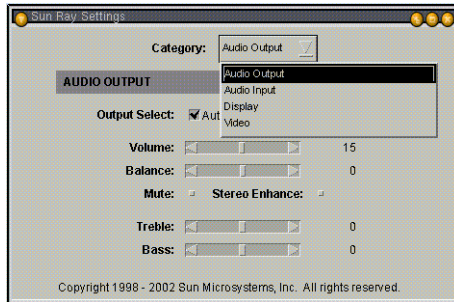 Sun Ray Settings
Category: Audio Output
AUDIO OUTPUT
Audio Output
Audio Input
Display
Video
Output Select: Aut
Volume: 15
Balance: 0
Mute: Stereo Enhance:
Treble: 0
Bass: 0
Copyright 1998 - 2002 Sun Microsystems, Inc. All rights reserved.